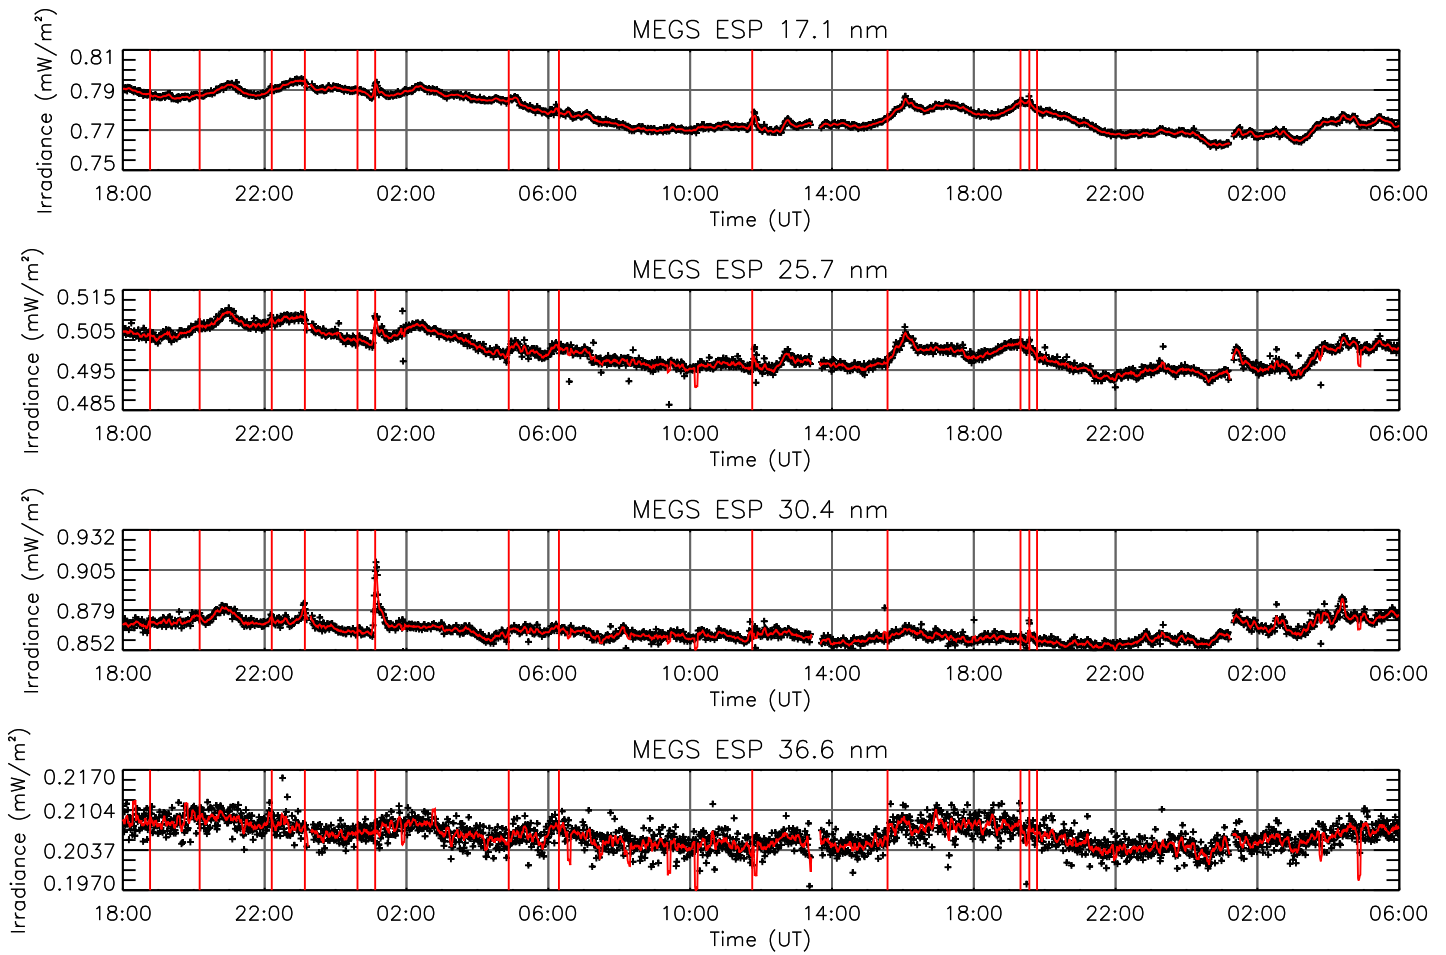 MEGS ESP 17.1 nm
Irradiance (mW/m²)
0.81
0.79
0.77
0.75
18:00 22:00 02:00 06:00 10:00 14:00 18:00 22:00 02:00 06:00
Time (UT)
MEGS ESP 25.7 nm
Irradiance (mW/m²)
0.515
0.505
0.495
0.485
18:00 22:00 02:00 06:00 10:00 14:00 18:00 22:00 02:00 06:00
Time (UT)
MEGS ESP 30.4 nm
Irradiance (mW/m²)
0.932
0.905
0.879
0.852
18:00 22:00 02:00 06:00 10:00 14:00 18:00 22:00 02:00 06:00
Time (UT)
MEGS ESP 36.6 nm
Irradiance (mW/m²)
0.2170
0.2104
0.2037
0.1970
18:00 22:00 02:00 06:00 10:00 14:00 18:00 22:00 02:00 06:00
Time (UT)